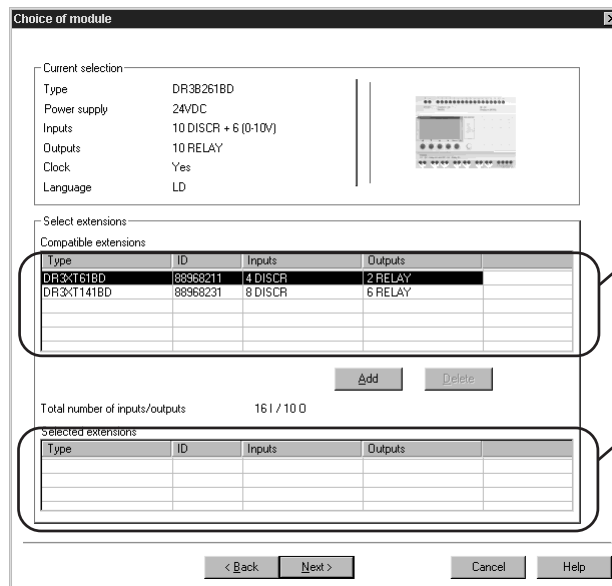 Choice of module
Current selection
Type DR3B261BD
Power supply 24VDC
Inputs 10 DISCR + 6 (0-10V)
Outputs 10 RELAY
Clock Yes
Language LD
Select extensions
Compatible extensions
Type ID Inputs Outputs
DR3XT61BD 88968211 4 DISCR 2 RELAY
DR3XT141BD 88968231 8 DISCR 6 RELAY
Add Delete
Total number of inputs/outputs 16 I / 10 O
Selected extensions
Type ID Inputs Outputs
< Back Next > Cancel Help